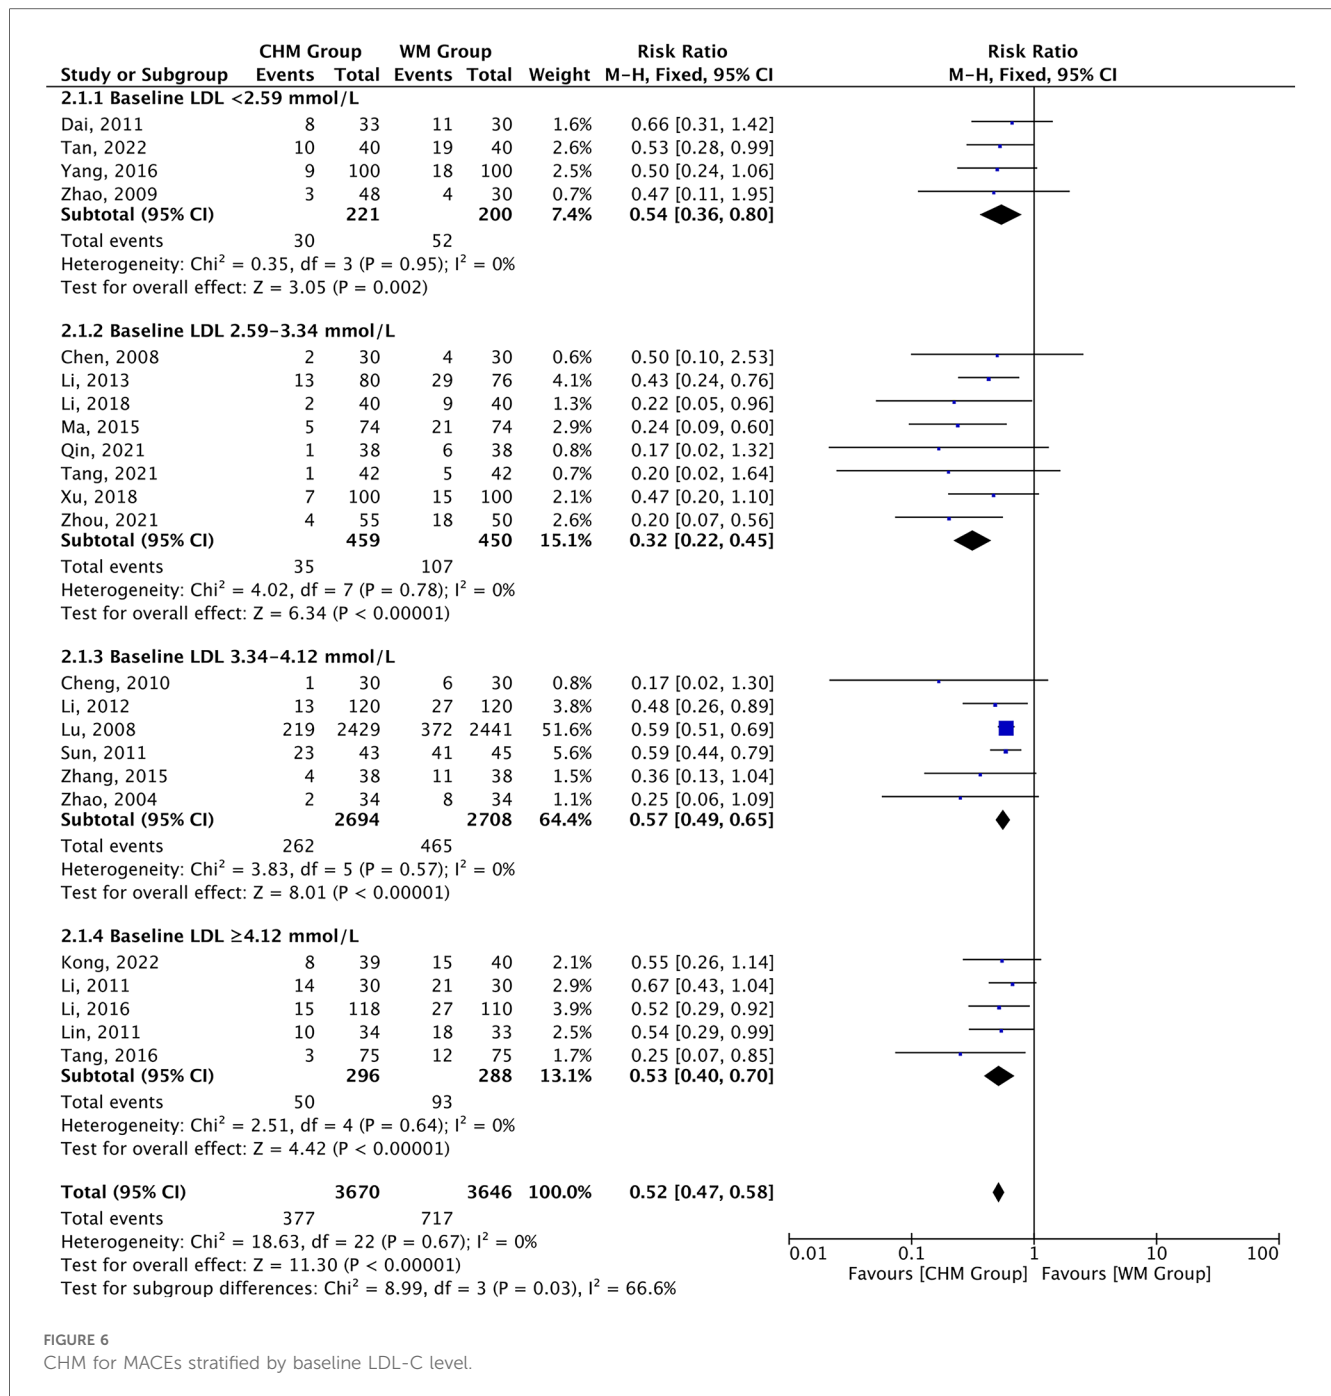 CHM Group WM Group Risk Ratio Risk Ratio
Study or Subgroup Events Total Events Total Weight M-H, Fixed, 95% CI M-H, Fixed, 95% CI
2.1.1 Baseline LDL <2.59 mmol/L
Dai, 2011 8 33 11 30 1.6% 0.66 [0.31, 1.42]
Tan, 2022 10 40 19 40 2.6% 0.53 [0.28, 0.99]
Yang, 2016 9 100 18 100 2.5% 0.50 [0.24, 1.06]
Zhao, 2009 3 48 4 30 0.7% 0.47 [0.11, 1.95]
Subtotal (95% CI) 221 200 7.4% 0.54 [0.36, 0.80]
Total events 30 52
Heterogeneity: Chi² = 0.35, df = 3 (P = 0.95); I² = 0%
Test for overall effect: Z = 3.05 (P = 0.002)
2.1.2 Baseline LDL 2.59–3.34 mmol/L
Chen, 2008 2 30 4 30 0.6% 0.50 [0.10, 2.53]
Li, 2013 13 80 29 76 4.1% 0.43 [0.24, 0.76]
Li, 2018 2 40 9 40 1.3% 0.22 [0.05, 0.96]
Ma, 2015 5 74 21 74 2.9% 0.24 [0.09, 0.60]
Qin, 2021 1 38 6 38 0.8% 0.17 [0.02, 1.32]
Tang, 2021 1 42 5 42 0.7% 0.20 [0.02, 1.64]
Xu, 2018 7 100 15 100 2.1% 0.47 [0.20, 1.10]
Zhou, 2021 4 55 18 50 2.6% 0.20 [0.07, 0.56]
Subtotal (95% CI) 459 450 15.1% 0.32 [0.22, 0.45]
Total events 35 107
Heterogeneity: Chi² = 4.02, df = 7 (P = 0.78); I² = 0%
Test for overall effect: Z = 6.34 (P < 0.00001)
2.1.3 Baseline LDL 3.34–4.12 mmol/L
Cheng, 2010 1 30 6 30 0.8% 0.17 [0.02, 1.30]
Li, 2012 13 120 27 120 3.8% 0.48 [0.26, 0.89]
Lu, 2008 219 2429 372 2441 51.6% 0.59 [0.51, 0.69]
Sun, 2011 23 43 41 45 5.6% 0.59 [0.44, 0.79]
Zhang, 2015 4 38 11 38 1.5% 0.36 [0.13, 1.04]
Zhao, 2004 2 34 8 34 1.1% 0.25 [0.06, 1.09]
Subtotal (95% CI) 2694 2708 64.4% 0.57 [0.49, 0.65]
Total events 262 465
Heterogeneity: Chi² = 3.83, df = 5 (P = 0.57); I² = 0%
Test for overall effect: Z = 8.01 (P < 0.00001)
2.1.4 Baseline LDL ≥4.12 mmol/L
Kong, 2022 8 39 15 40 2.1% 0.55 [0.26, 1.14]
Li, 2011 14 30 21 30 2.9% 0.67 [0.43, 1.04]
Li, 2016 15 118 27 110 3.9% 0.52 [0.29, 0.92]
Lin, 2011 10 34 18 33 2.5% 0.54 [0.29, 0.99]
Tang, 2016 3 75 12 75 1.7% 0.25 [0.07, 0.85]
Subtotal (95% CI) 296 288 13.1% 0.53 [0.40, 0.70]
Total events 50 93
Heterogeneity: Chi² = 2.51, df = 4 (P = 0.64); I² = 0%
Test for overall effect: Z = 4.42 (P < 0.00001)
Total (95% CI) 3670 3646 100.0% 0.52 [0.47, 0.58]
Total events 377 717
Heterogeneity: Chi² = 18.63, df = 22 (P = 0.67); I² = 0%
Test for overall effect: Z = 11.30 (P < 0.00001)
Test for subgroup differences: Chi² = 8.99, df = 3 (P = 0.03), I² = 66.6%
0.01 0.1 1 10 100
Favours [CHM Group] Favours [WM Group]
FIGURE 6
CHM for MACEs stratified by baseline LDL-C level.